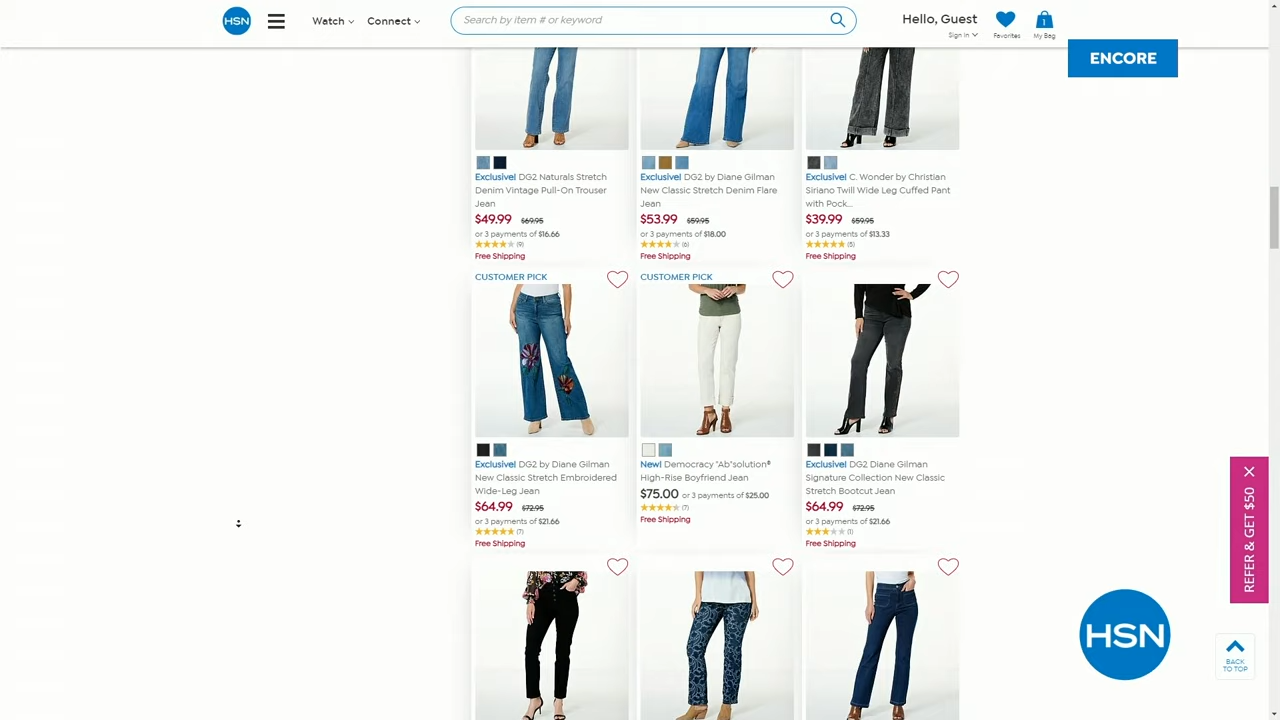 HSN
Watch
Connect
Search by item # or keyword
Hello, Guest
Sign In
Favorites
1
My Bag
ENCORE
Exclusive! DG2 Naturals Stretch
Denim Vintage Pull-On Trouser
Jean
$49.99 $69.95
or 3 payments of $16.66
(9)
Free Shipping
Exclusive! DG2 by Diane Gilman
New Classic Stretch Denim Flare
Jean
$53.99 $59.95
or 3 payments of $18.00
(6)
Free Shipping
Exclusive! C. Wonder by Christian
Siriano Twill Wide Leg Cuffed Pant
with Pock...
$39.99 $59.95
or 3 payments of $13.33
(5)
Free Shipping
CUSTOMER PICK
Exclusive! DG2 by Diane Gilman
New Classic Stretch Embroidered
Wide-Leg Jean
$64.99 $72.95
or 3 payments of $21.66
(7)
Free Shipping
CUSTOMER PICK
New! Democracy "Ab"solution®
High-Rise Boyfriend Jean
$75.00 or 3 payments of $25.00
(7)
Free Shipping
Exclusive! DG2 Diane Gilman
Signature Collection New Classic
Stretch Bootcut Jean
$64.99 $72.95
or 3 payments of $21.66
(1)
Free Shipping
REFER & GET $50
HSN
BACK
TO TOP